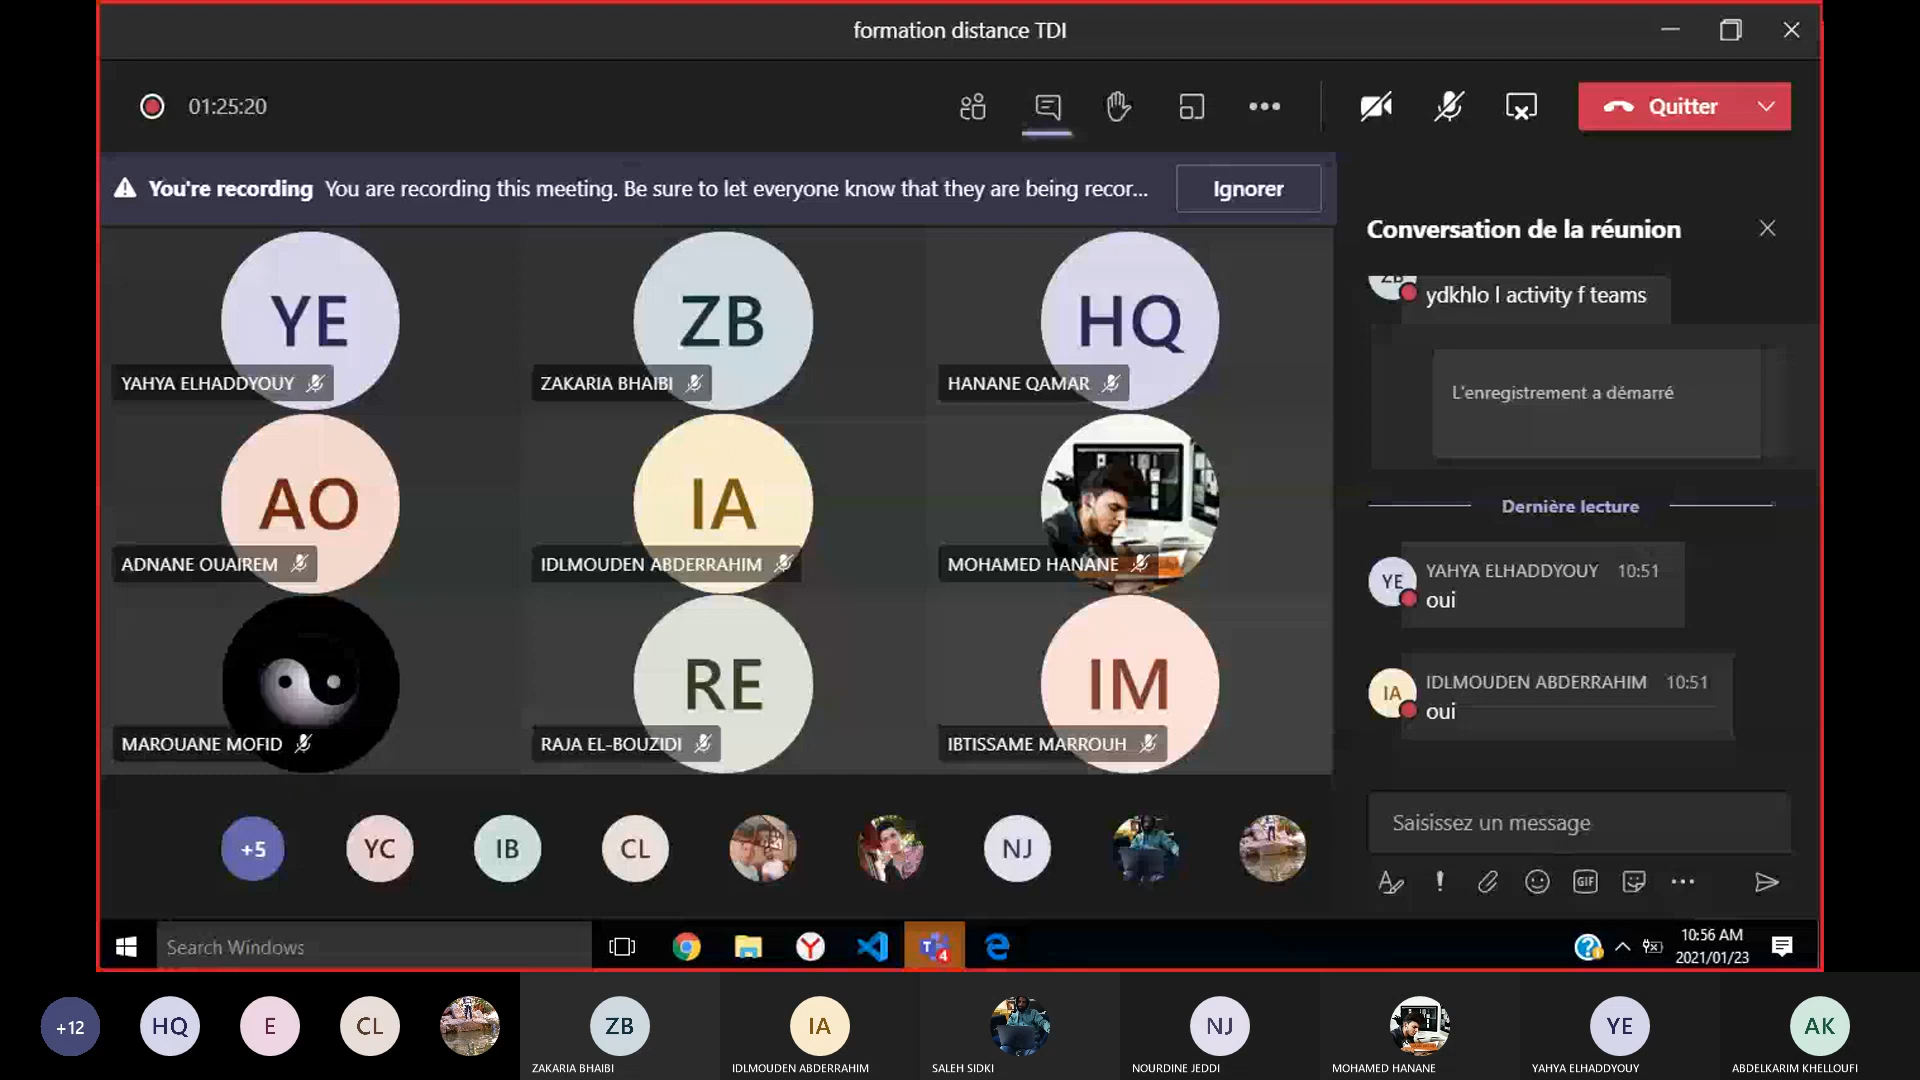 formation distance TDI
01:25:20
Quitter
You're recording You are recording this meeting. Be sure to let everyone know that they are being recor...
Ignorer
YE
YAHYA ELHADDYOUY
ZB
ZAKARIA BHAIBI
HQ
HANANE QAMAR
AO
ADNANE OUAIREM
IA
IDLMOUDEN ABDERRAHIM
MOHAMED HANANE
MAROUANE MOFID
RE
RAJA EL-BOUZIDI
IM
IBTISSAME MARROUH
+5
YC
IB
CL
NJ
Conversation de la réunion
ZB
ydkhlo l activity f teams
L'enregistrement a démarré
Dernière lecture
YE
YAHYA ELHADDYOUY 10:51
oui
IA
IDLMOUDEN ABDERRAHIM 10:51
oui
Saisissez un message
GIF
Search Windows
T
4
10:56 AM
2021/01/23
+12
HQ
E
CL
ZB
ZAKARIA BHAIBI
IA
IDLMOUDEN ABDERRAHIM
SALEH SIDKI
NJ
NOURDINE JEDDI
MOHAMED HANANE
YE
YAHYA ELHADDYOUY
AK
ABDELKARIM KHELLOUFI